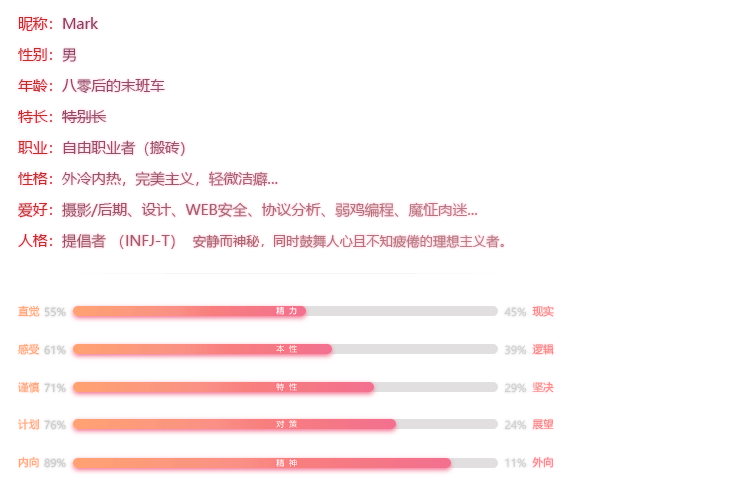 昵称：Mark
性别：男
年龄：八零后的末班车
特长：特别长
职业：自由职业者（搬砖）
性格：外冷内热，完美主义，轻微洁癖...
爱好：摄影/后期、设计、WEB安全、协议分析、弱鸡编程、魔怔肉迷...
人格：提倡者 （INFJ-T） 安静而神秘，同时鼓舞人心且不知疲倦的理想主义者。
直觉 55% 精 力 45% 现实
感受 61% 本 性 39% 逻辑
谨慎 71% 特 性 29% 坚决
计划 76% 对 策 24% 展望
内向 89% 精 神 11% 外向